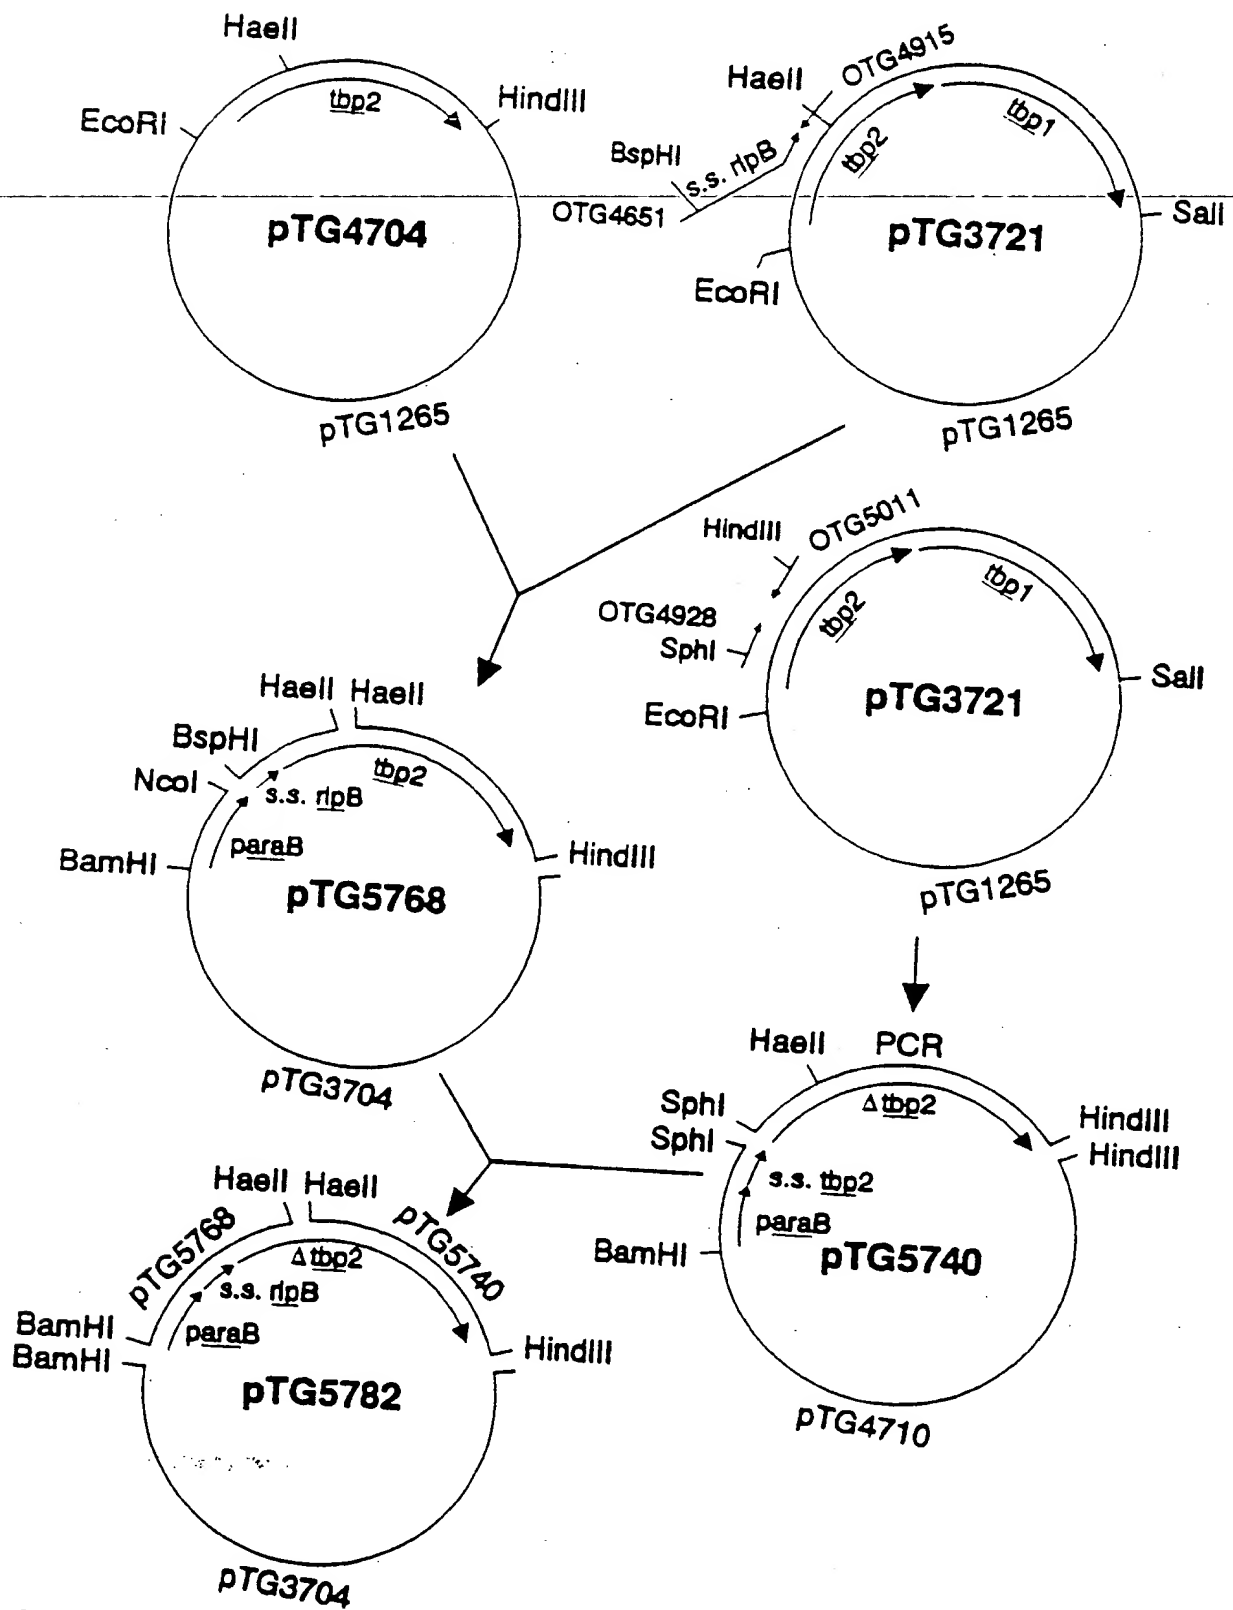 HaeII
EcoRI
tbp2
HindIII
pTG4704
pTG1265
HaeII
OTG4915
BspHI
s.s. rlpB
OTG4651
tbp2
tbp1
SalI
EcoRI
pTG3721
pTG1265
HindIII
OTG5011
OTG4928
SphI
tbp2
tbp1
EcoRI
SalI
pTG3721
pTG1265
HaeII HaeII
BspHI
NcoI
s.s. rlpB
tbp2
paraB
BamHI
HindIII
pTG5768
pTG3704
HaeII
PCR
SphI
SphI
Δ tbp2
HindIII
HindIII
s.s. tbp2
paraB
BamHI
pTG5740
pTG4710
HaeII HaeII
pTG5768
pTG5740
Δ tbp2
s.s. rlpB
paraB
BamHI
BamHI
HindIII
pTG5782
pTG3704